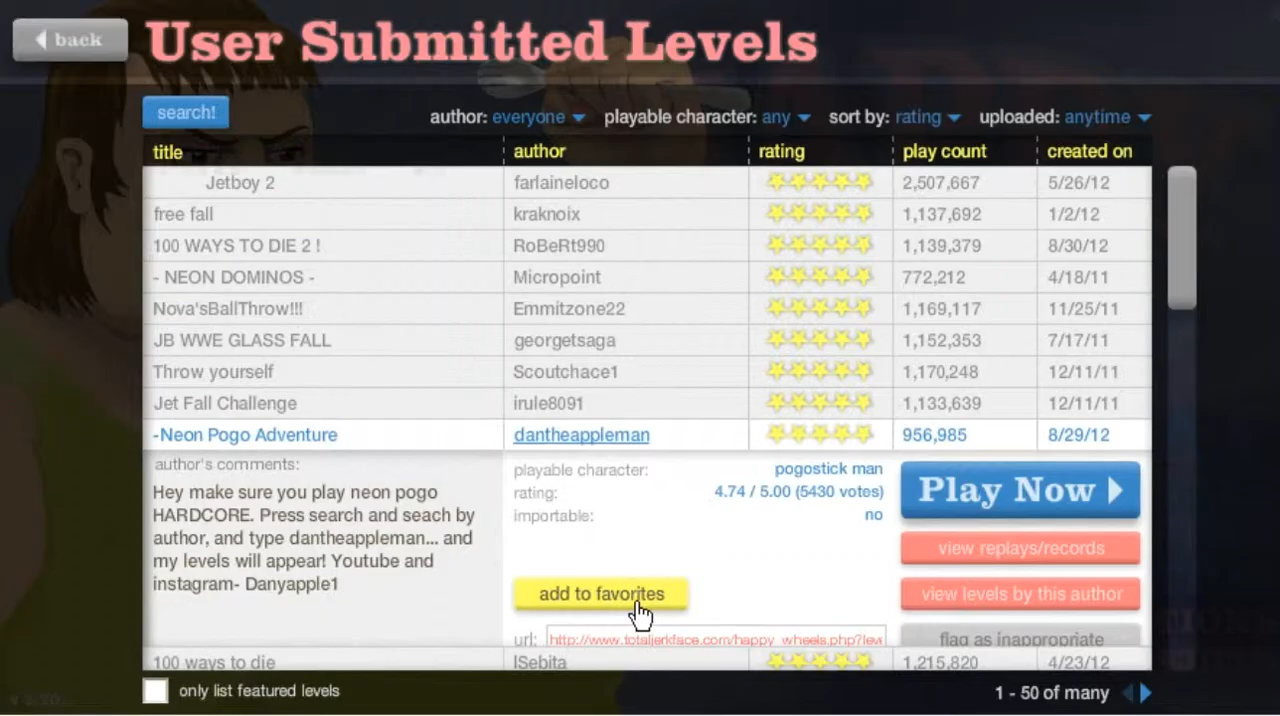 back
User Submitted Levels
search!
author: everyone playable character: any sort by: rating uploaded: anytime
title author rating play count created on
Jetboy 2 farlaineloco 2,507,667 5/26/12
free fall kraknoix 1,137,692 1/2/12
100 WAYS TO DIE 2 ! RoBeRt990 1,139,379 8/30/12
- NEON DOMINOS - Micropoint 772,212 4/18/11
Nova'sBallThrow!!! Emmitzone22 1,169,117 11/25/11
JB WWE GLASS FALL georgetsaga 1,152,353 7/17/11
Throw yourself Scoutchace1 1,170,248 12/11/11
Jet Fall Challenge irule8091 1,133,639 12/11/11
-Neon Pogo Adventure dantheappleman 956,985 8/29/12
author's comments:
Hey make sure you play neon pogo
HARDCORE. Press search and seach by
author, and type dantheappleman... and
my levels will appear! Youtube and
instagram- Danyapple1
playable character: pogostick man
rating: 4.74 / 5.00 (5430 votes)
importable: no
add to favorites
url: http://www.totaljerkface.com/happy_wheels.php?leve
Play Now
view replays/records
view levels by this author
flag as inappropriate
100 ways to die lSebita 1,215,820 4/23/12
only list featured levels
1 - 50 of many